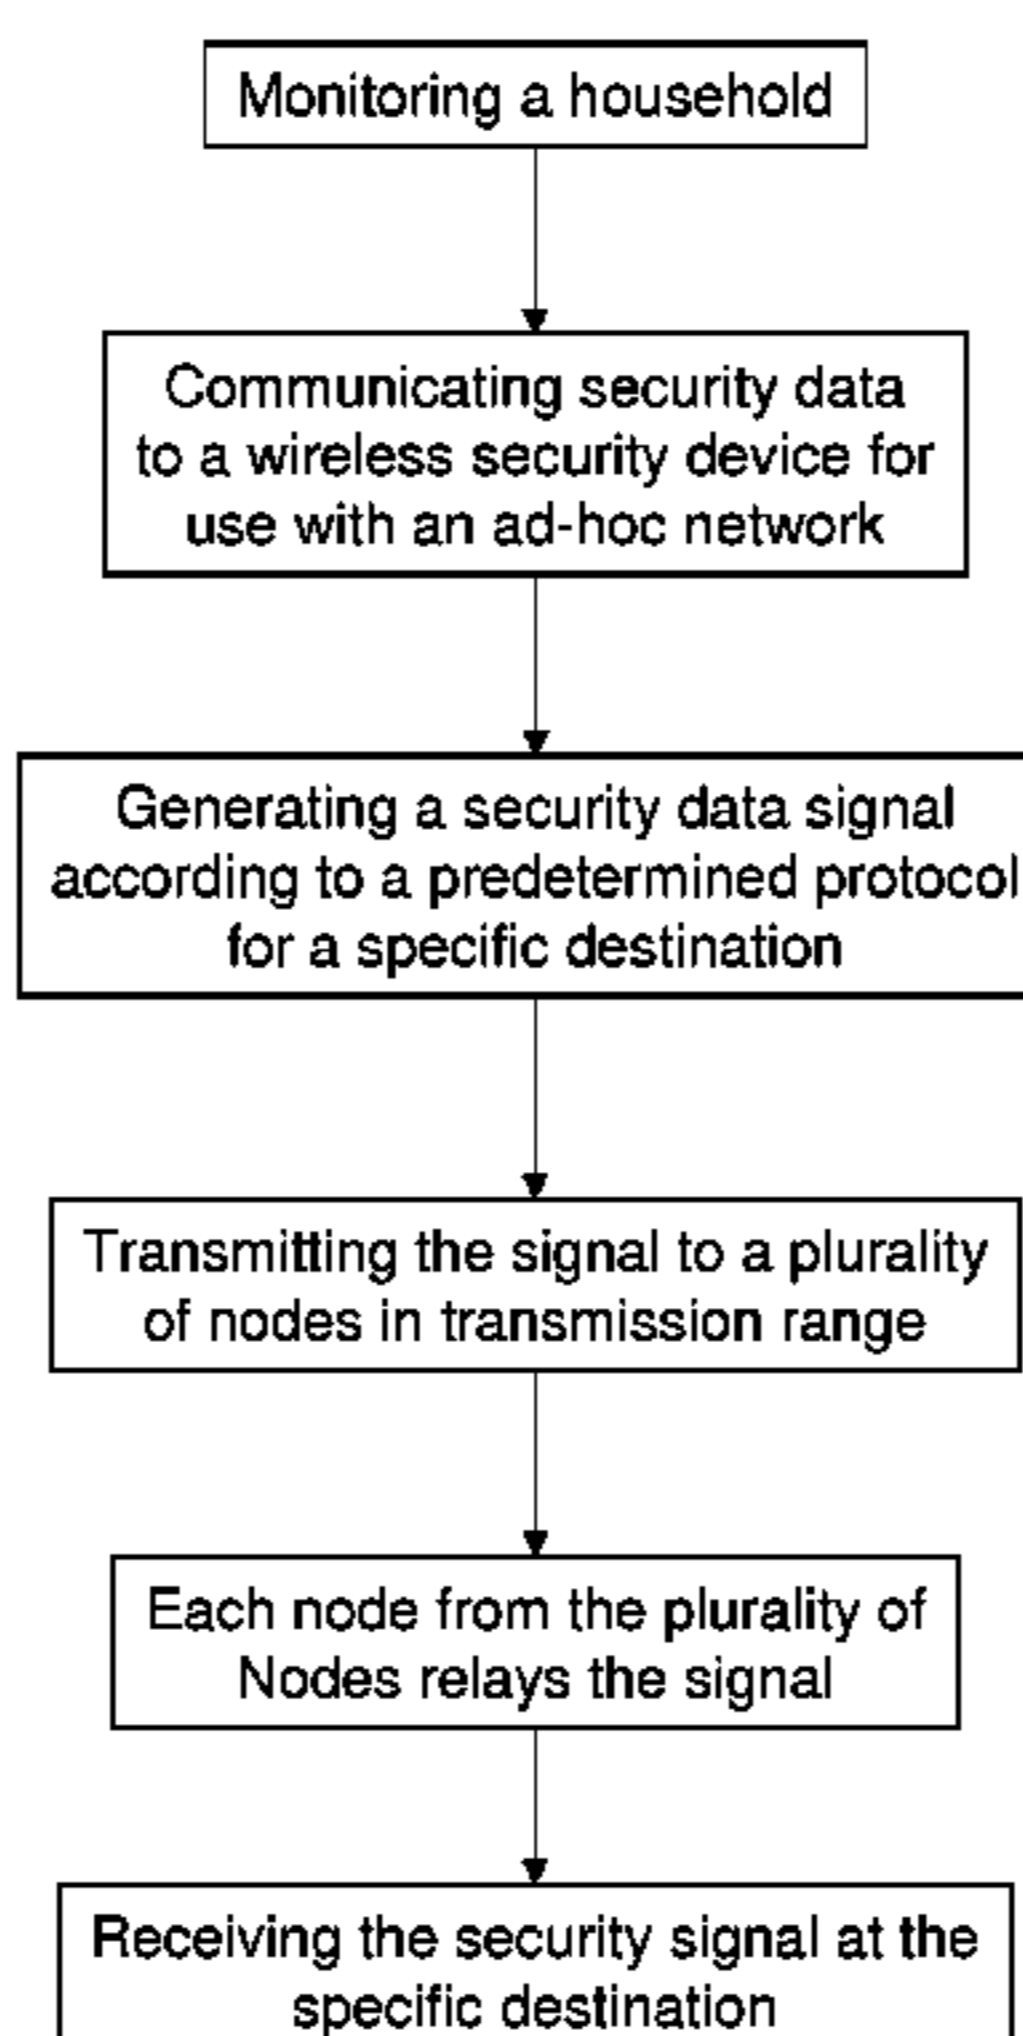 Monitoring a household
Communicating security data
to a wireless security device for
use with an ad-hoc network
Generating a security data signal
according to a predetermined protocol
for a specific destination
Transmitting the signal to a plurality
of nodes in transmission range
Each node from the plurality of
Nodes relays the signal
Receiving the security signal at the
specific destination